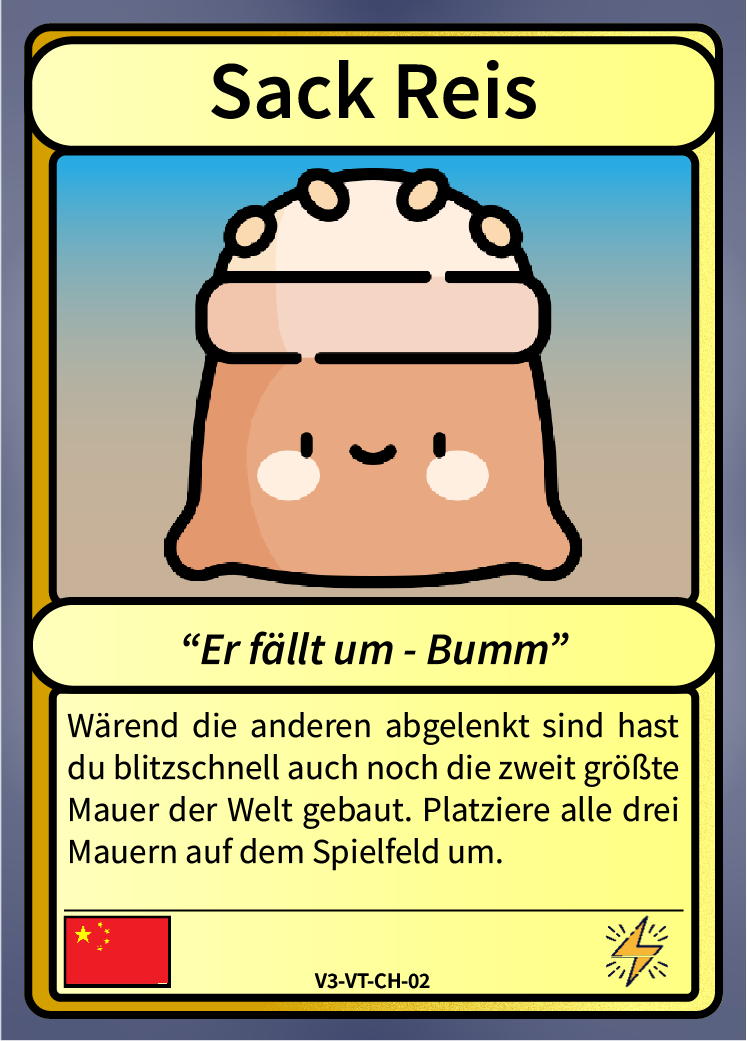 Sack Reis
“Er fällt um - Bumm”
Wärend die anderen abgelenkt sind hast
du blitzschnell auch noch die zweit größte
Mauer der Welt gebaut. Platziere alle drei
Mauern auf dem Spielfeld um.
V3-VT-CH-02